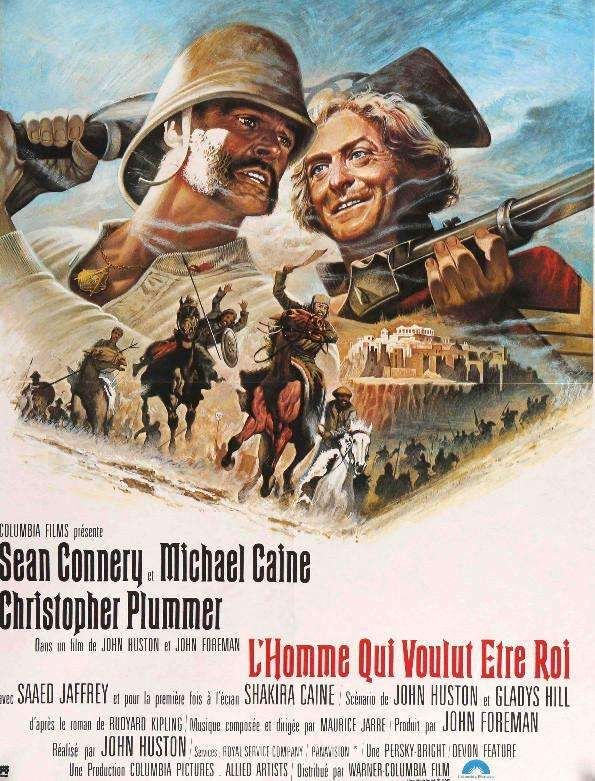 COLUMBIA FILMS présente
Sean Connery et Michael Caine
Christopher Plummer
Dans un film de JOHN HUSTON et JOHN FOREMAN
L'Homme Qui Voulut Etre Roi
avec SAAED JAFFREY et pour la première fois à l'écran SHAKIRA CAINE / Scénario de JOHN HUSTON et GLADYS HILL
d'après le roman de RUDYARD KIPLING / Musique composée et dirigée par MAURICE JARRE / Produit par JOHN FOREMAN
Réalisé par JOHN HUSTON / Services, ROYAL SERVICE COMPANY / PANAVISION / Une PERSKY-BRIGHT / DEVON FEATURE
Une Production COLUMBIA PICTURES . ALLIED ARTISTS / Distribué par WARNER-COLUMBIA FILM
Columbia Pictures